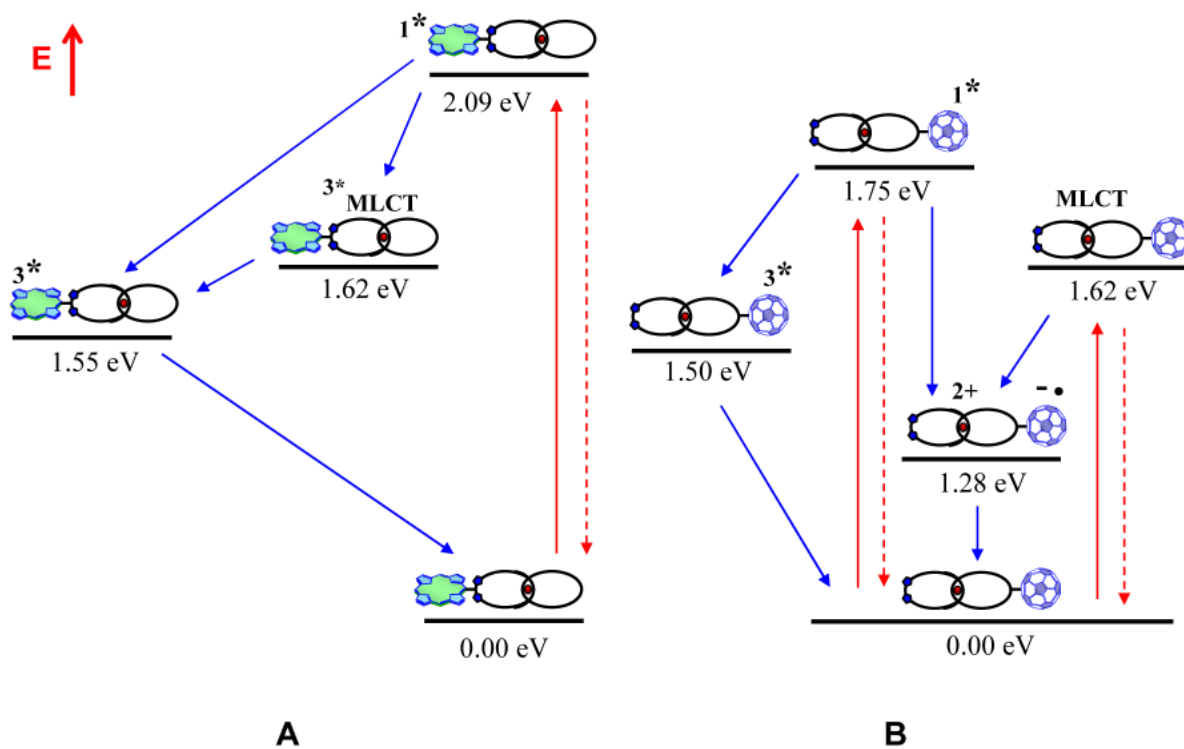 E
1*
2.09 eV
3*
MLCT
1.62 eV
3*
1.55 eV
0.00 eV
A
1*
1.75 eV
MLCT
1.62 eV
3*
1.50 eV
2+ -•
1.28 eV
0.00 eV
B